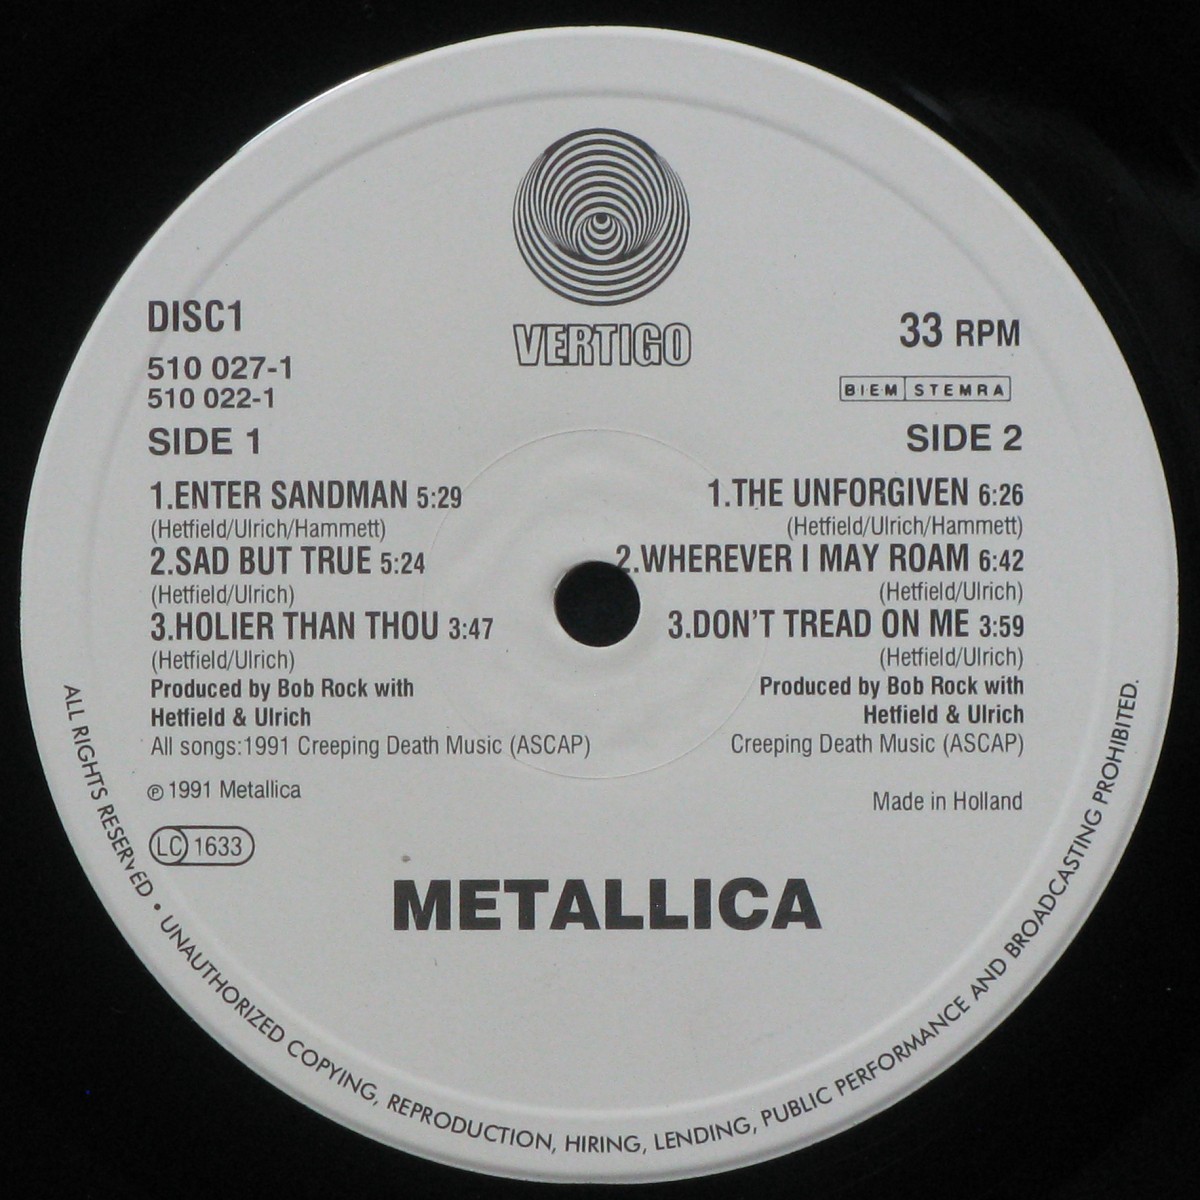 VERTIGO
DISC1
510 027-1
510 022-1
SIDE 1
1.ENTER SANDMAN 5:29
(Hetfield/Ulrich/Hammett)
2.SAD BUT TRUE 5:24
(Hetfield/Ulrich)
3.HOLIER THAN THOU 3:47
(Hetfield/Ulrich)
Produced by Bob Rock with
Hetfield & Ulrich
All songs:1991 Creeping Death Music (ASCAP)
℗ 1991 Metallica
LC 1633
33 RPM
BIEM STEMRA
SIDE 2
1.THE UNFORGIVEN 6:26
(Hetfield/Ulrich/Hammett)
2.WHEREVER I MAY ROAM 6:42
(Hetfield/Ulrich)
3.DON'T TREAD ON ME 3:59
(Hetfield/Ulrich)
Produced by Bob Rock with
Hetfield & Ulrich
Creeping Death Music (ASCAP)
Made in Holland
METALLICA
ALL RIGHTS RESERVED • UNAUTHORIZED COPYING, REPRODUCTION, HIRING, LENDING, PUBLIC PERFORMANCE AND BROADCASTING PROHIBITED.